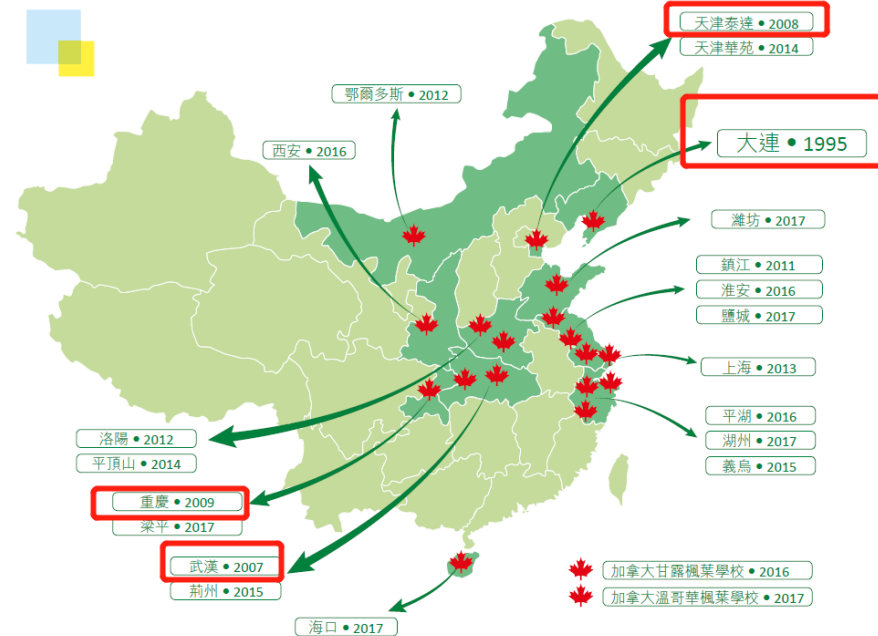 天津泰達 • 2008
天津華苑 • 2014
鄂爾多斯 • 2012
大連 • 1995
西安 • 2016
濰坊 • 2017
鎮江 • 2011
淮安 • 2016
鹽城 • 2017
上海 • 2013
平湖 • 2016
湖州 • 2017
義烏 • 2015
洛陽 • 2012
平頂山 • 2014
重慶 • 2009
梁平 • 2017
武漢 • 2007
荊州 • 2015
海口 • 2017
加拿大甘露楓葉學校 • 2016
加拿大溫哥華楓葉學校 • 2017